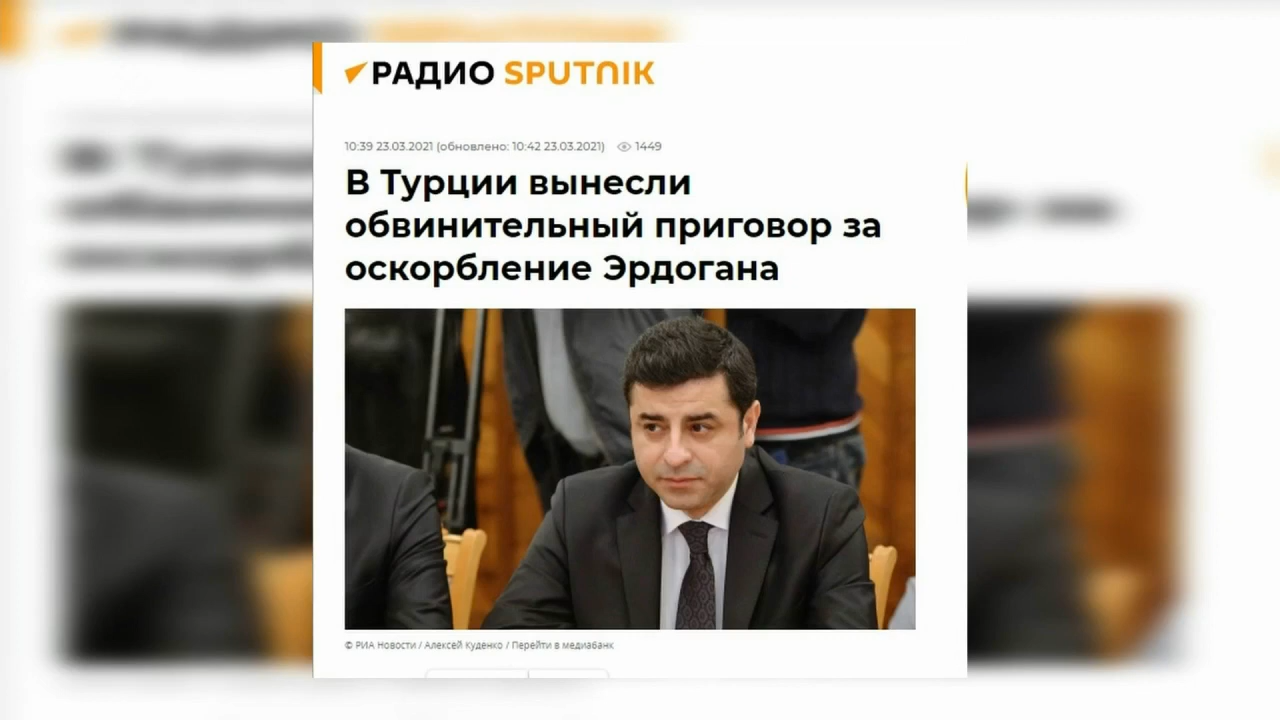 РАДИО SPUTNIK
10:39 23.03.2021 (обновлено: 10:42 23.03.2021) 1449
В Турции вынесли
обвинительный приговор за
оскорбление Эрдогана
© РИА Новости / Алексей Куденко / Перейти в медиабанк